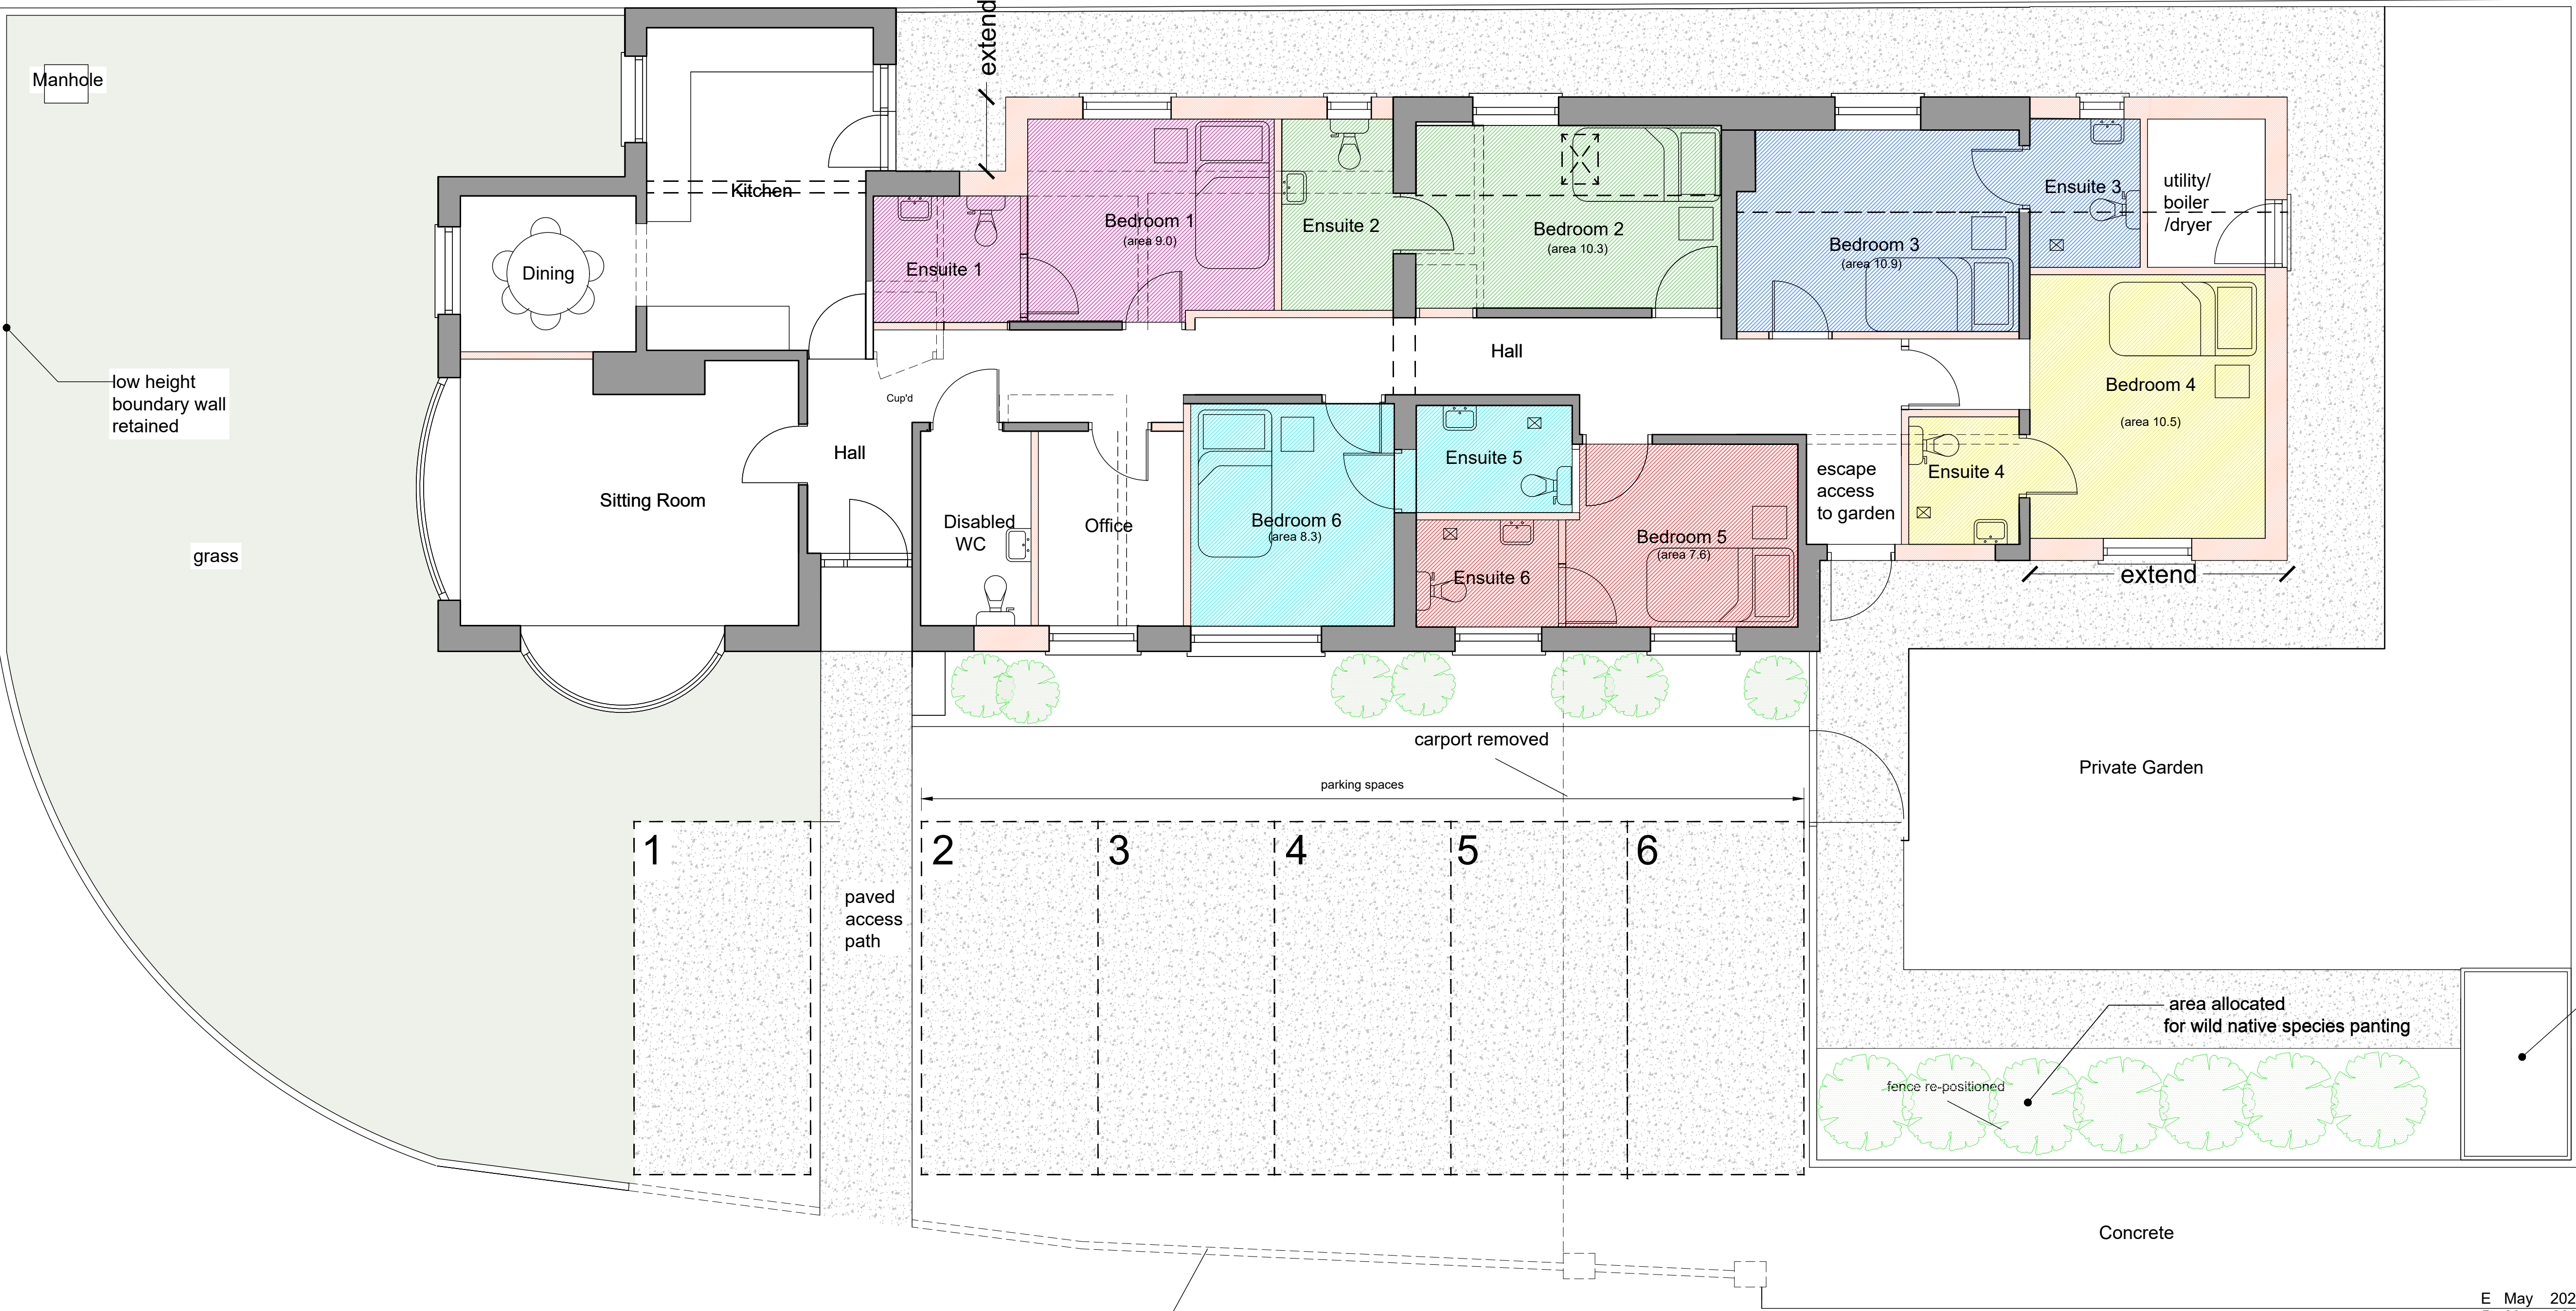 extend
Manhole
Kitchen
Dining
low height
boundary wall
retained
grass
Sitting Room
Hall
Cup'd
Ensuite 1
Bedroom 1
(area 9.0)
Ensuite 2
Bedroom 2
(area 10.3)
Bedroom 3
(area 10.9)
Ensuite 3
utility/
boiler
/dryer
Hall
Bedroom 4
(area 10.5)
Ensuite 4
escape
access
to garden
extend
Disabled
WC
Office
Bedroom 6
(area 8.3)
Ensuite 5
Ensuite 6
Bedroom 5
(area 7.6)
carport removed
parking spaces
1
2
3
4
5
6
paved
access
path
Private Garden
area allocated
for wild native species panting
fence re-positioned
Concrete
E May 202